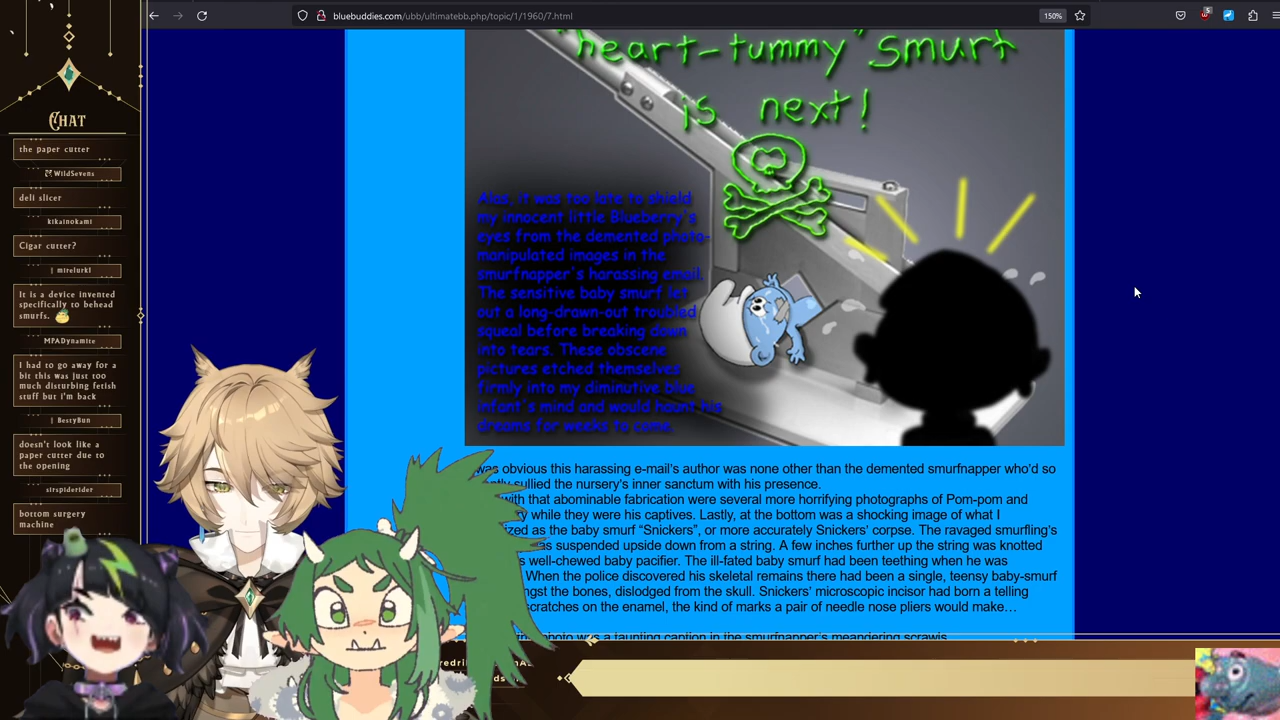 bluebuddies.com/ubb/ultimatebb.php/topic/1/1960/7.html
150%
5
Chat
the paper cutter
WildSevens
deli slicer
kikainokami
Cigar cutter?
mirelurkl
It is a device invented
specifically to behead
smurfs.
MPADynamite
I had to go away for a
bit this was just too
much disturbing fetish
stuff but I'm back
BestyBun
doesn't look like a
paper cutter due to
the opening
sirspiderider
bottom surgery
machine
"heart-tummy" smurf
is next!
Alas, it was too late to shield
my innocent little Blueberry's
eyes from the demented photo-
manipulated images in the
smurfnapper's harassing email.
The sensitive baby smurf let
out a long-drawn-out troubled
squeal before breaking down
into tears. These obscene
pictures etched themselves
firmly into my diminutive blue
infant's mind and would haunt his
dreams for weeks to come.
was obvious this harassing e-mail's author was none other than the demented smurfnapper who'd so
sullied the nursery's inner sanctum with his presence.
with that abominable fabrication were several more horrifying photographs of Pom-pom and
while they were his captives. Lastly, at the bottom was a shocking image of what I
as the baby smurf "Snickers", or more accurately Snickers' corpse. The ravaged smurfling's
was suspended upside down from a string. A few inches further up the string was knotted
well-chewed baby pacifier. The ill-fated baby smurf had been teething when he was
When the police discovered his skeletal remains there had been a single, teensy baby-smurf
the bones, dislodged from the skull. Snickers' microscopic incisor had born a telling
scratches on the enamel, the kind of marks a pair of needle nose pliers would make…
photo was a taunting caption in the smurfnapper's meandering scrawls